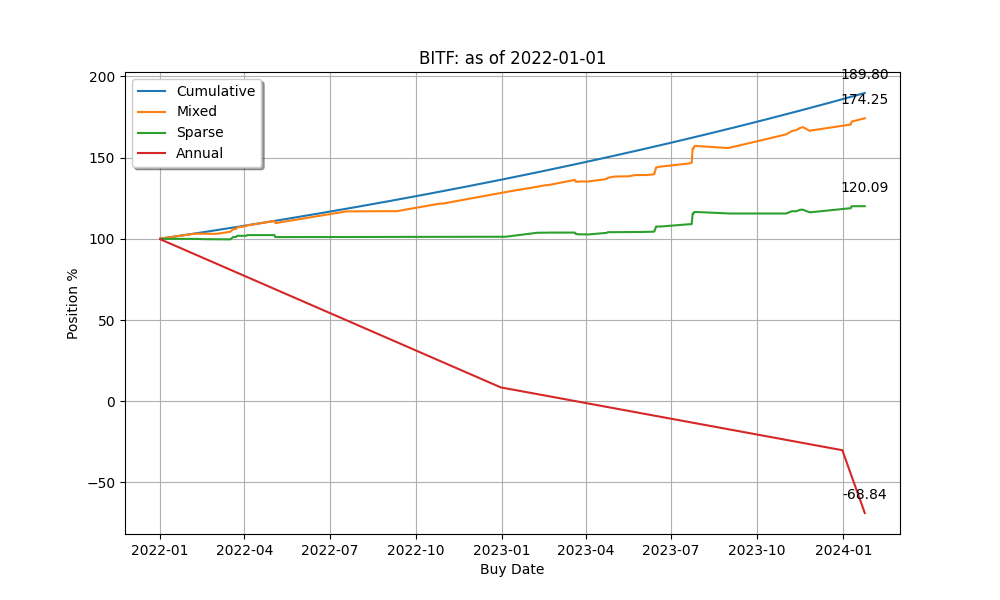 BITF: as of 2022-01-01
189.80
174.25
120.09
-68.84
Cumulative
Mixed
Sparse
Annual
Position %
200
150
100
50
0
−50
2022-01
2022-04
2022-07
2022-10
2023-01
2023-04
2023-07
2023-10
2024-01
Buy Date